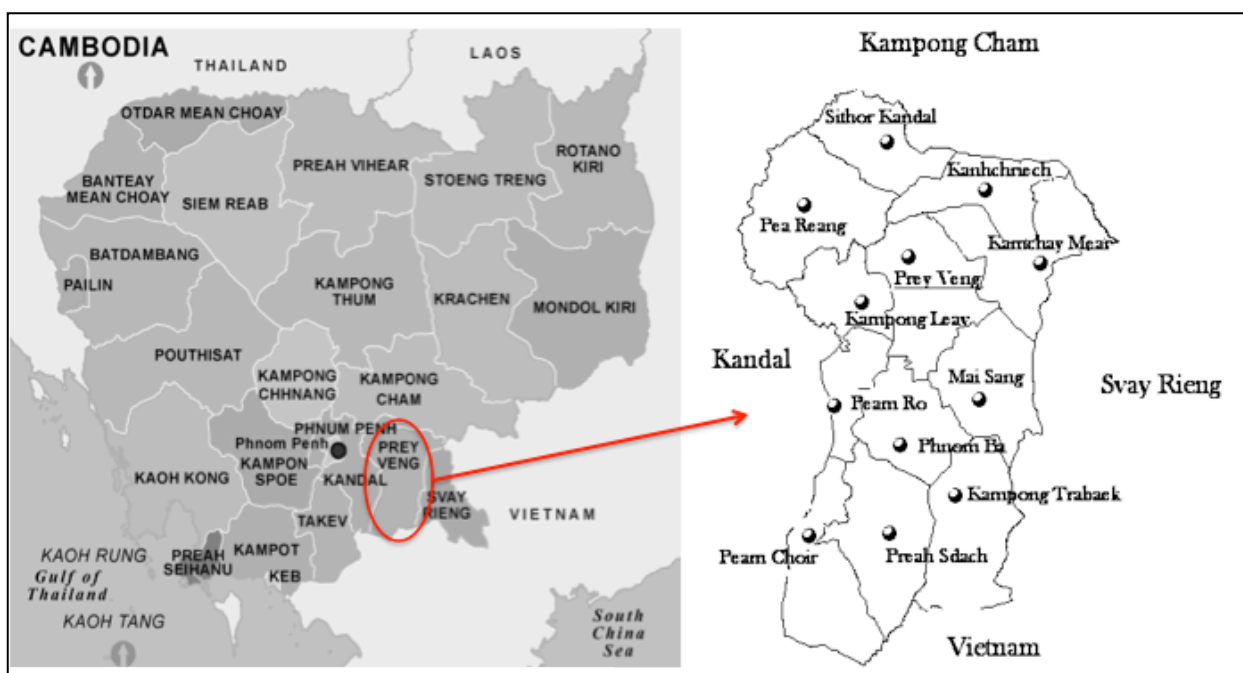 CAMBODIA
THAILAND
LAOS
OTDAR MEAN CHOAY
BANTEAY
MEAN CHOAY
SIEM REAB
PREAH VIHEAR
STOENG TRENG
ROTANO
KIRI
BATDAMBANG
PAILIN
KAMPONG
THUM
KRACHEN
MONDOL KIRI
POUTHISAT
KAMPONG
CHHNANG
KAMPONG
CHAM
PHNUM PENH
Phnom Penh
PREY
VENG
KAMPON
SPOE
KANDAL
KAOH KONG
SVAY
RIENG
VIETNAM
TAKEV
KAOH RUNG
PREAH
SEIHANU
KAMPOT
KEB
Gulf of
Thailand
KAOH TANG
South
China
Sea
Kampong Cham
Sithor Kandal
Kanhchriech
Pea Reang
Kamchay Mear
Prey Veng
Kampong Leav
Kandal
Mai Sang
Svay Rieng
Peam Ro
Phnom Ba
Kampong Trabaek
Peam Choir
Preah Sdach
Vietnam